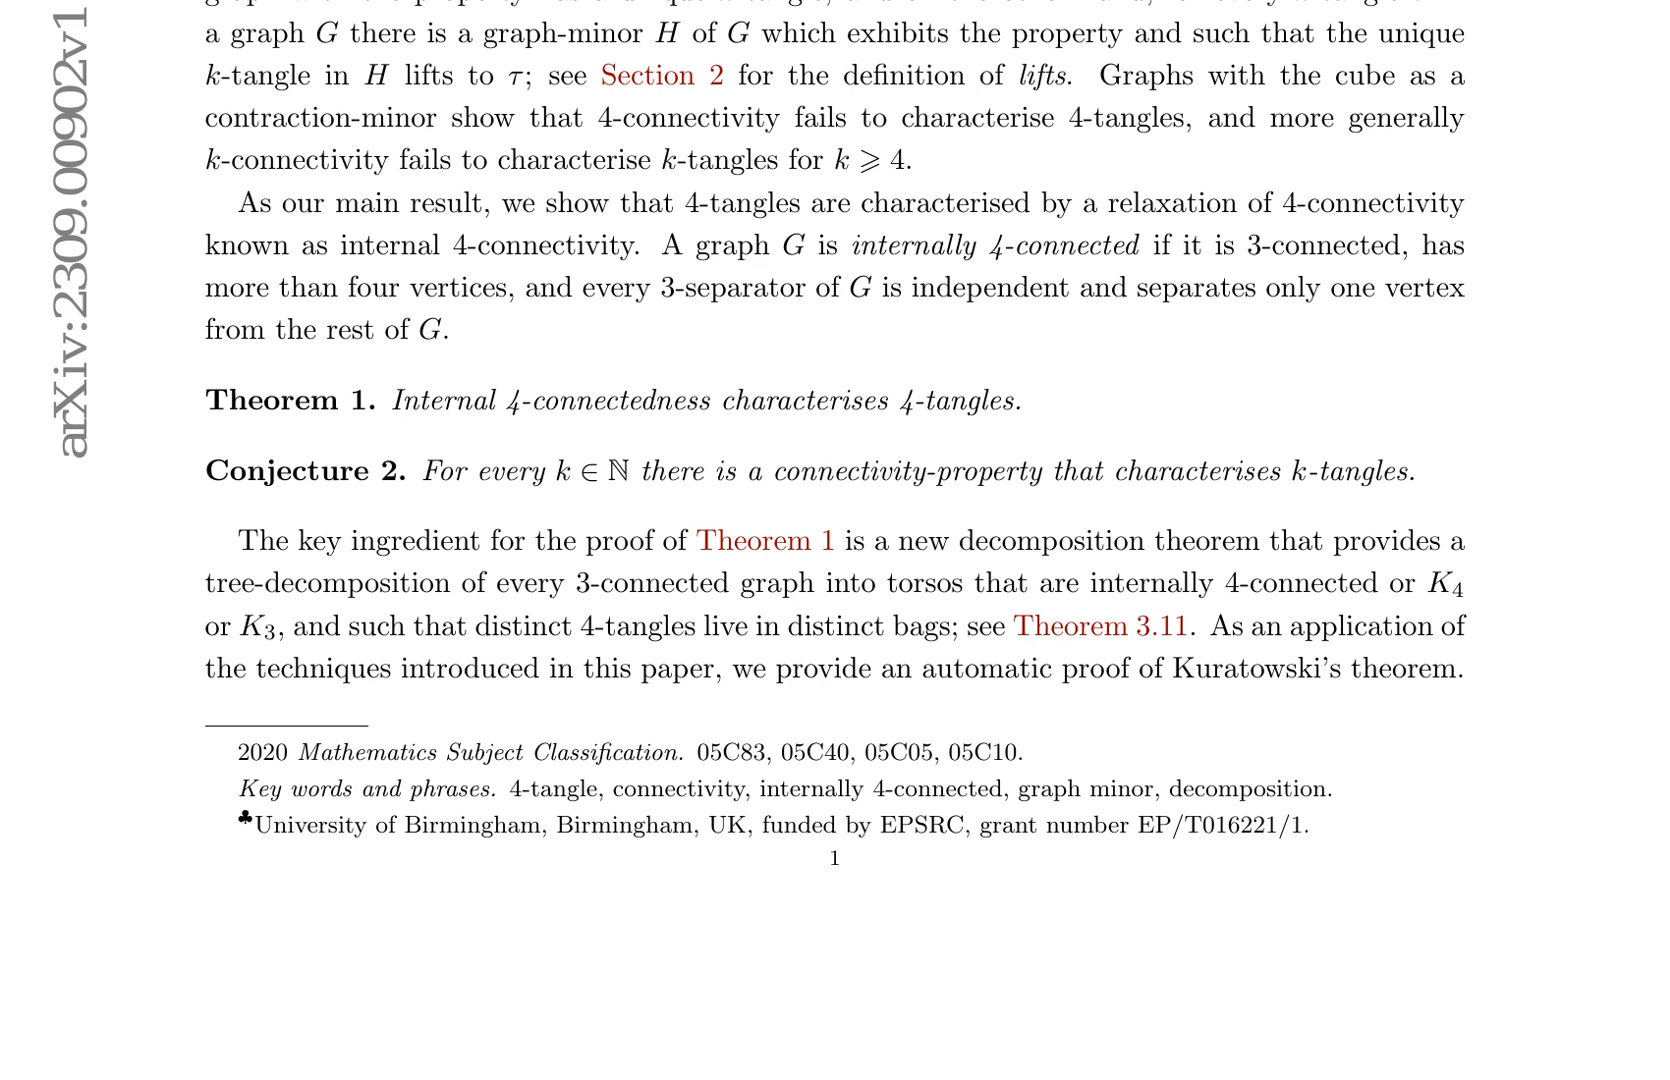 a graph G there is a graph-minor H of G which exhibits the property and such that the unique
k-tangle in H lifts to τ; see Section 2 for the definition of lifts. Graphs with the cube as a
contraction-minor show that 4-connectivity fails to characterise 4-tangles, and more generally
k-connectivity fails to characterise k-tangles for k ⩾ 4.
As our main result, we show that 4-tangles are characterised by a relaxation of 4-connectivity
known as internal 4-connectivity. A graph G is internally 4-connected if it is 3-connected, has
more than four vertices, and every 3-separator of G is independent and separates only one vertex
from the rest of G.
Theorem 1. Internal 4-connectedness characterises 4-tangles.
Conjecture 2. For every k ∈ ℕ there is a connectivity-property that characterises k-tangles.
The key ingredient for the proof of Theorem 1 is a new decomposition theorem that provides a
tree-decomposition of every 3-connected graph into torsos that are internally 4-connected or K₄
or K₃, and such that distinct 4-tangles live in distinct bags; see Theorem 3.11. As an application of
the techniques introduced in this paper, we provide an automatic proof of Kuratowski's theorem.
2020 Mathematics Subject Classification. 05C83, 05C40, 05C05, 05C10.
Key words and phrases. 4-tangle, connectivity, internally 4-connected, graph minor, decomposition.
♣University of Birmingham, Birmingham, UK, funded by EPSRC, grant number EP/T016221/1.
1
arXiv:2309.00902v1